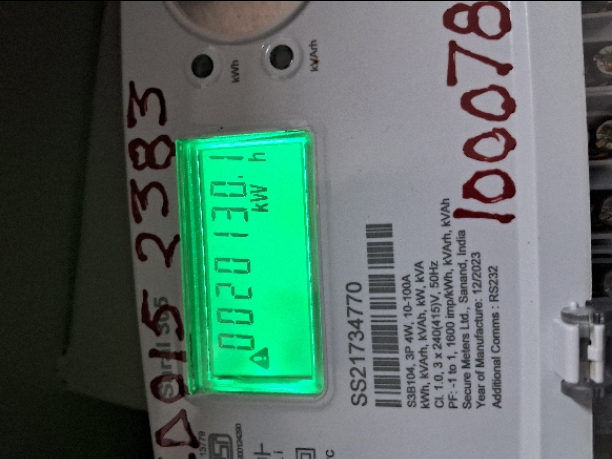 2383
100078
kWh
kVArh
0020130.1
kW h
SS21734770
S3B104, 3P 4W, 10-100A
kWh, kVArh, kVAh, kW, kVA
Cl. 1.0, 3 x 240(415)V, 50Hz
PF: -1 to 1, 1600 imp/kWh, kVArh, kVAh
Secure Meters Ltd., Sanand, India
Year of Manufacture: 12/2023
Additional Comms : RS232